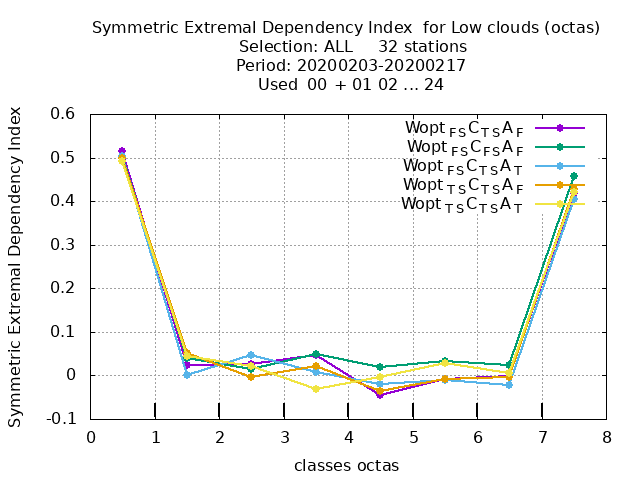 Symmetric Extremal Dependency Index for Low clouds (octas)
Selection: ALL 32 stations
Period: 20200203-20200217
Used 00 + 01 02 ... 24
Symmetric Extremal Dependency Index
0.6
0.5
0.4
0.3
0.2
0.1
0
-0.1
Wopt FS C TS A F
Wopt FS C FS A F
Wopt FS C TS A T
Wopt TS C TS A F
Wopt TS C TS A T
0 1 2 3 4 5 6 7 8
classes octas